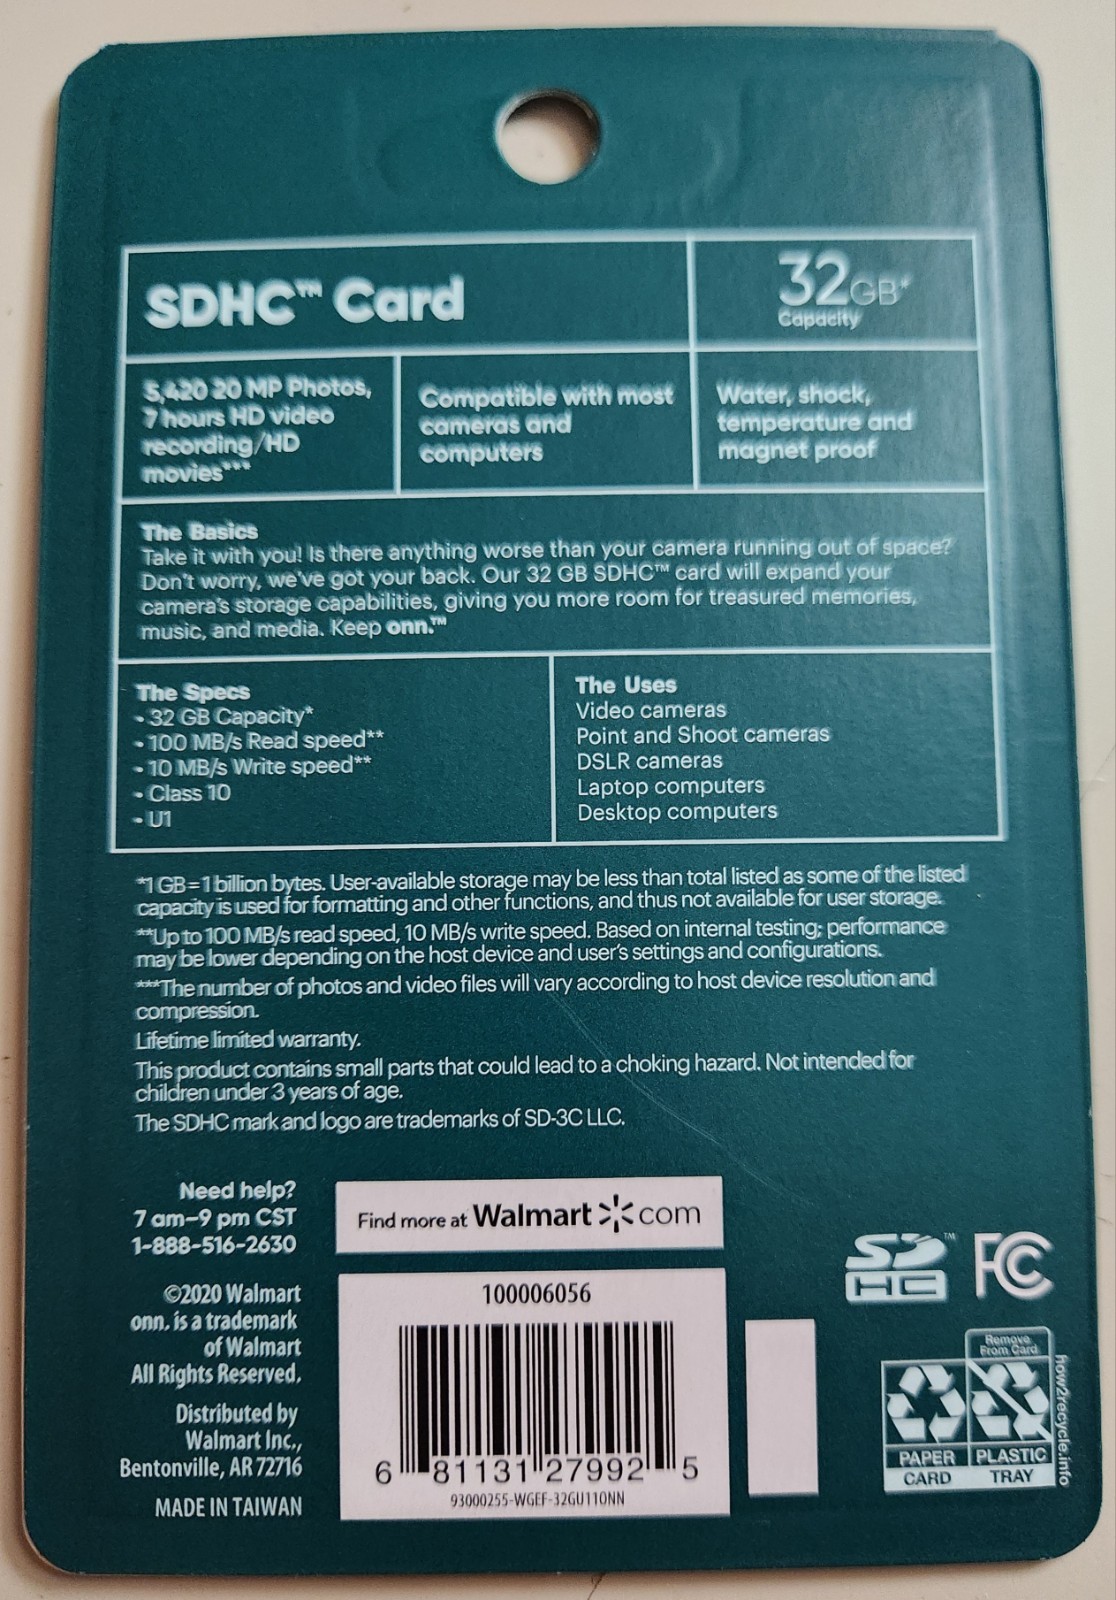 SDHC™ Card
32GB*
Capacity
5,420 20 MP Photos,
7 hours HD video
recording/HD
movies***
Compatible with most
cameras and
computers
Water, shock,
temperature and
magnet proof
The Basics
Take it with you! Is there anything worse than your camera running out of space?
Don't worry, we've got your back. Our 32 GB SDHC™ card will expand your
camera's storage capabilities, giving you more room for treasured memories,
music, and media. Keep onn.™
The Specs
• 32 GB Capacity*
• 100 MB/s Read speed**
• 10 MB/s Write speed**
• Class 10
• U1
The Uses
Video cameras
Point and Shoot cameras
DSLR cameras
Laptop computers
Desktop computers
*1 GB=1 billion bytes. User-available storage may be less than total listed as some of the listed
capacity is used for formatting and other functions, and thus not available for user storage.
**Up to 100 MB/s read speed, 10 MB/s write speed. Based on internal testing; performance
may be lower depending on the host device and user's settings and configurations.
***The number of photos and video files will vary according to host device resolution and
compression.
Lifetime limited warranty.
This product contains small parts that could lead to a choking hazard. Not intended for
children under 3 years of age.
The SDHC mark and logo are trademarks of SD-3C LLC.
Need help?
7 am–9 pm CST
1-888-516-2630
©2020 Walmart
onn. is a trademark
of Walmart
All Rights Reserved.
Distributed by
Walmart Inc.,
Bentonville, AR 72716
MADE IN TAIWAN
Find more at Walmart com
100006056
6 81131 27992 5
93000255-WGEF-32GU110NN
SD™
HC
FC
Remove
From Card
PAPER
CARD
PLASTIC
TRAY
how2recycle.info